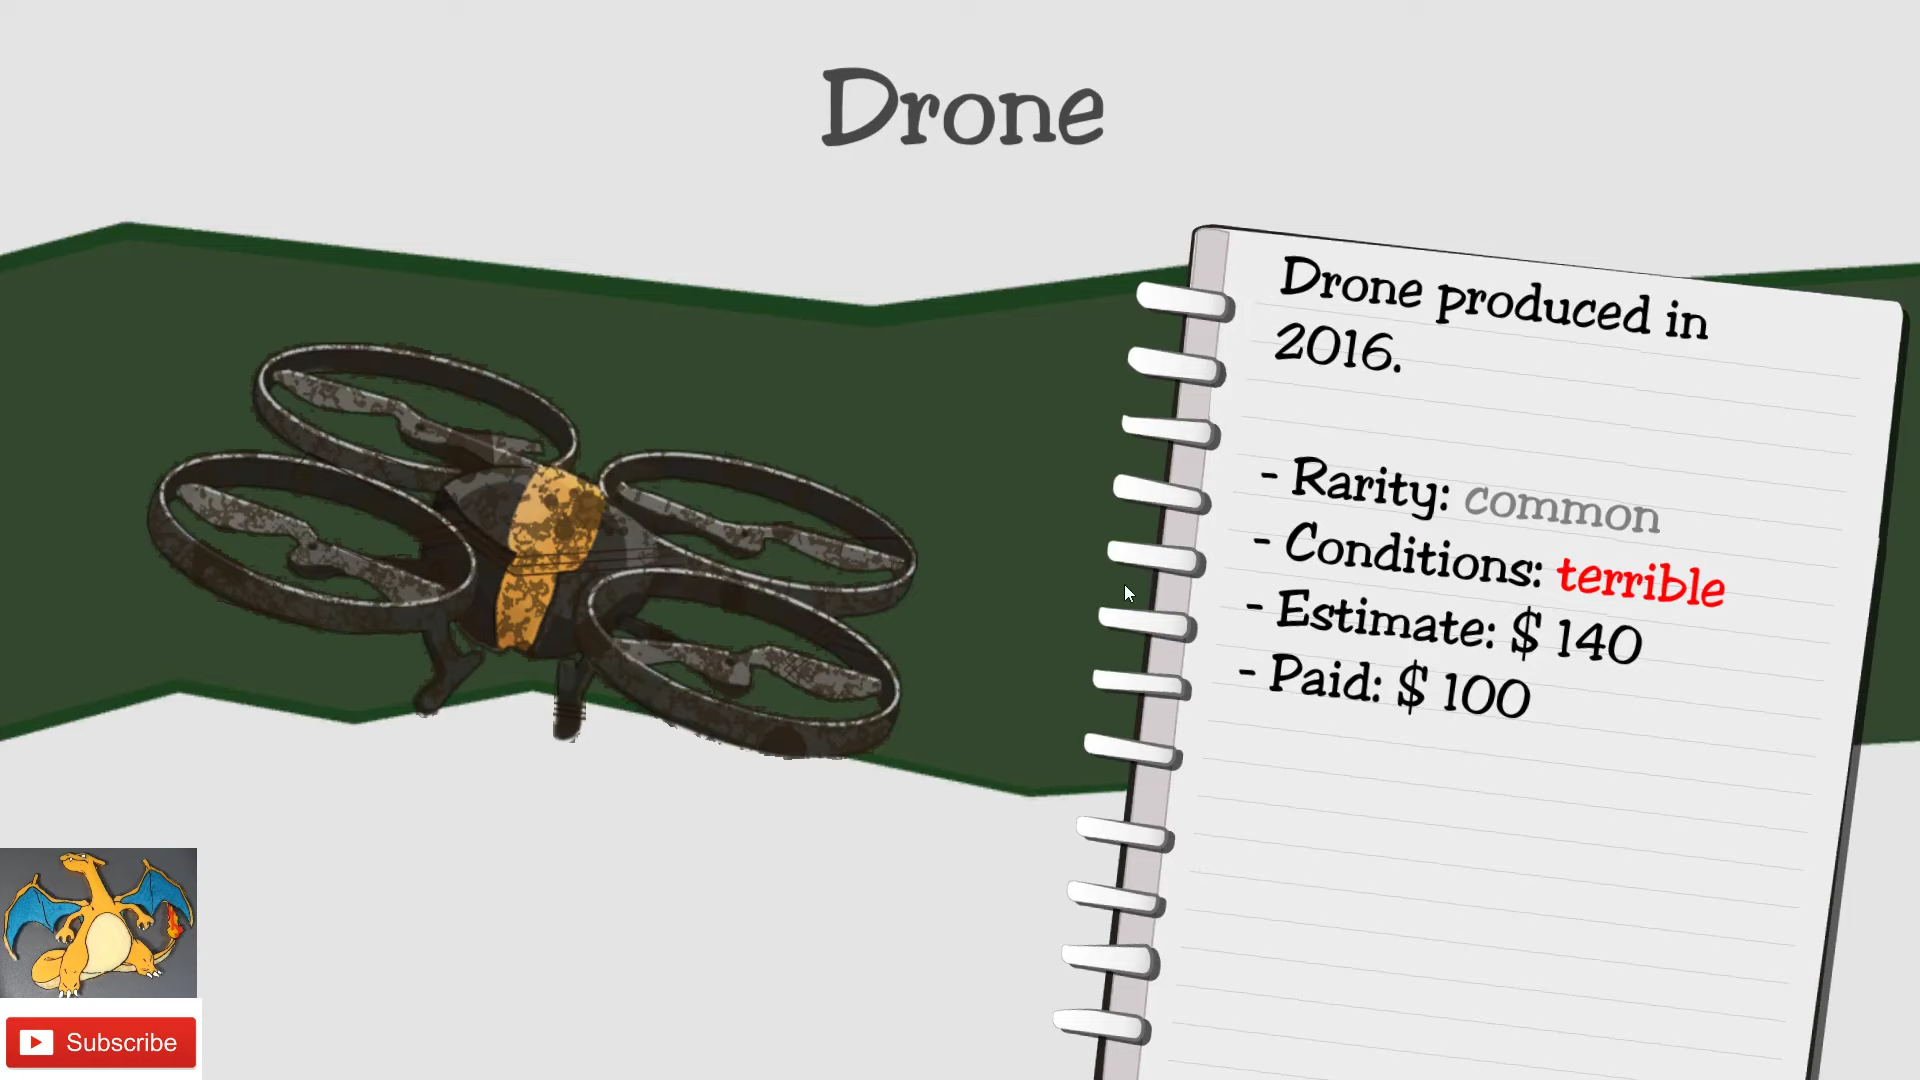 Drone
Drone produced in
2016.
- Rarity: common
- Conditions: terrible
- Estimate: $ 140
- Paid: $ 100
Subscribe